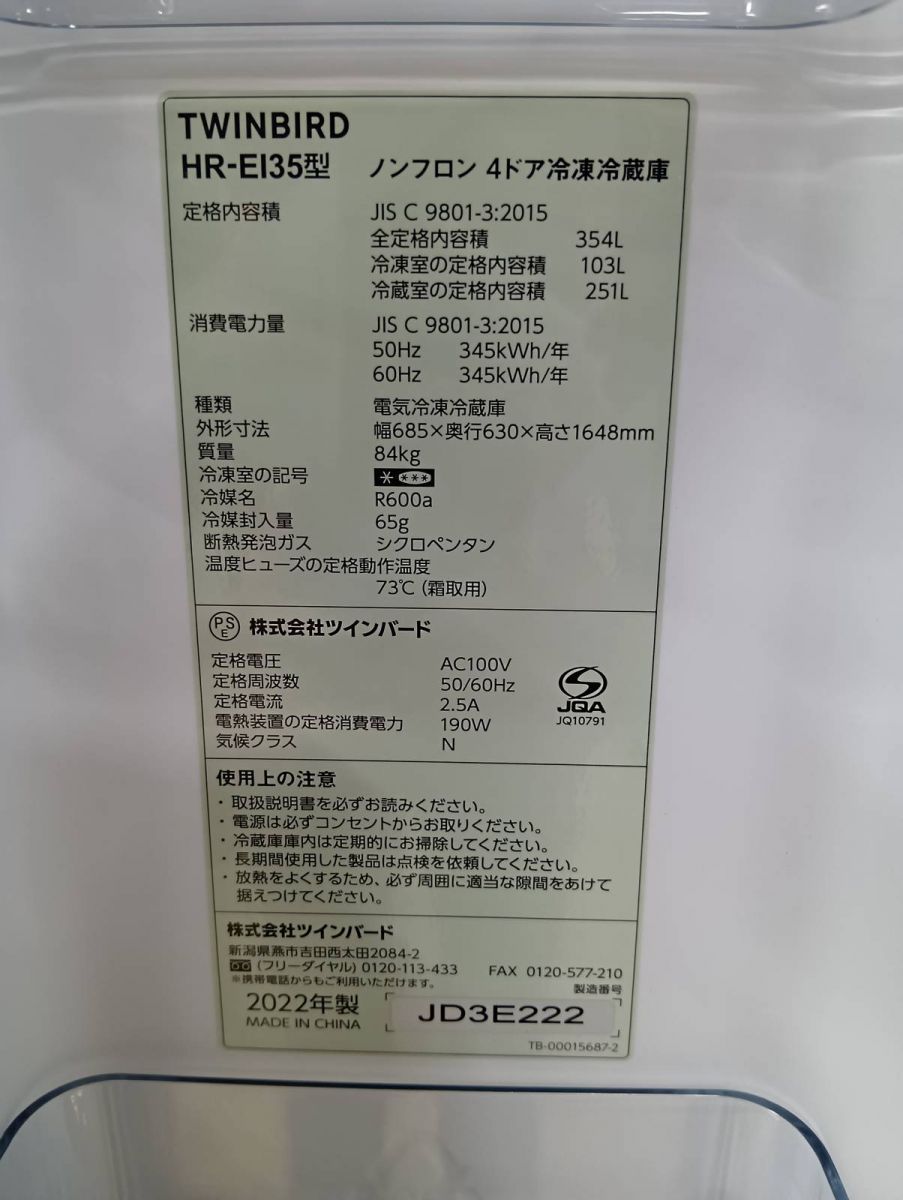 TWINBIRD
HR-EI35型 ノンフロン 4ドア冷凍冷蔵庫
定格内容積 JIS C 9801-3:2015
全定格内容積 354L
冷凍室の定格内容積 103L
冷蔵室の定格内容積 251L
消費電力量 JIS C 9801-3:2015
50Hz 345kWh/年
60Hz 345kWh/年
種類 電気冷凍冷蔵庫
外形寸法 幅685×奥行630×高さ1648mm
質量 84kg
冷凍室の記号 * ***
冷媒名 R600a
冷媒封入量 65g
断熱発泡ガス シクロペンタン
温度ヒューズの定格動作温度
73℃(霜取用)
PSE 株式会社ツインバード
定格電圧 AC100V
定格周波数 50/60Hz
定格電流 2.5A
電熱装置の定格消費電力 190W
気候クラス N
JQA
JQ10791
使用上の注意
・取扱説明書を必ずお読みください。
・電源は必ずコンセントからお取りください。
・冷蔵庫庫内は定期的にお掃除してください。
・長期間使用した製品は点検を依頼してください。
・放熱をよくするため、必ず周囲に適当な隙間をあけて
据えつけてください。
株式会社ツインバード
新潟県燕市吉田西太田2084-2
(フリーダイヤル) 0120-113-433 FAX 0120-577-210
※携帯電話からもご利用いただけます。
製造番号
2022年製 JD3E222
MADE IN CHINA
TB-00015687-2